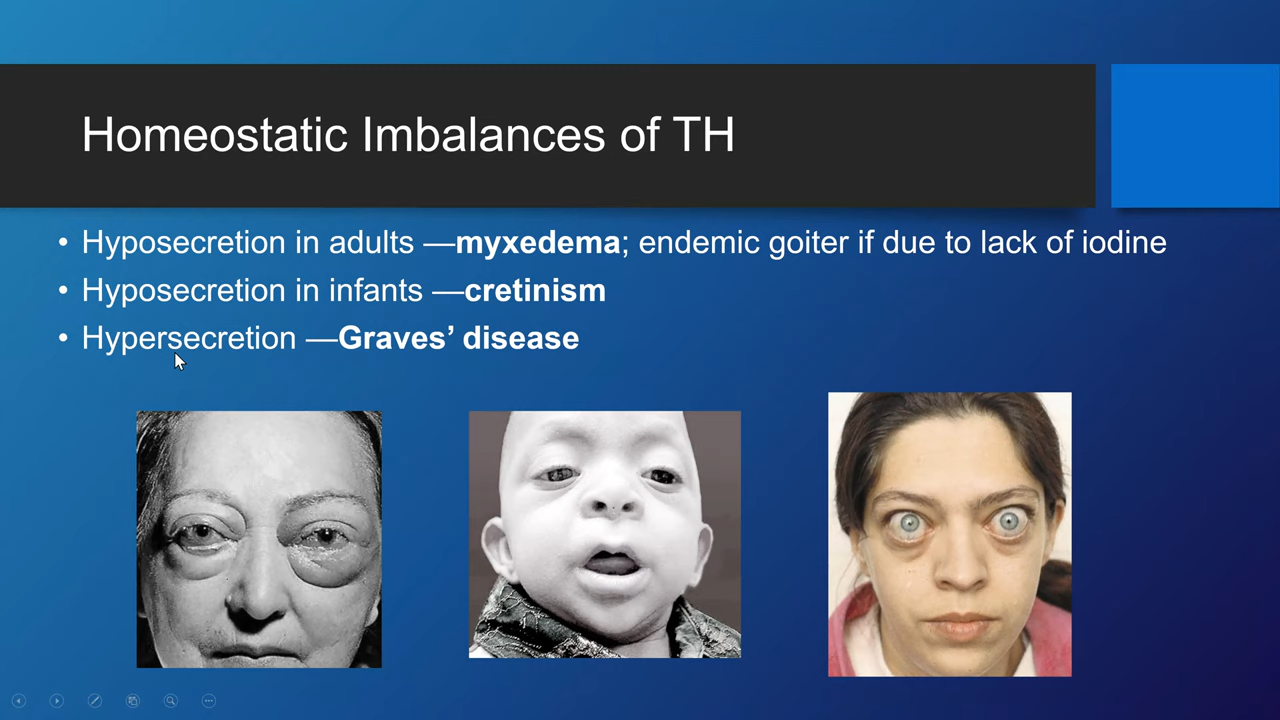 Homeostatic Imbalances of TH
• Hyposecretion in adults —myxedema; endemic goiter if due to lack of iodine
• Hyposecretion in infants —cretinism
• Hypersecretion —Graves’ disease